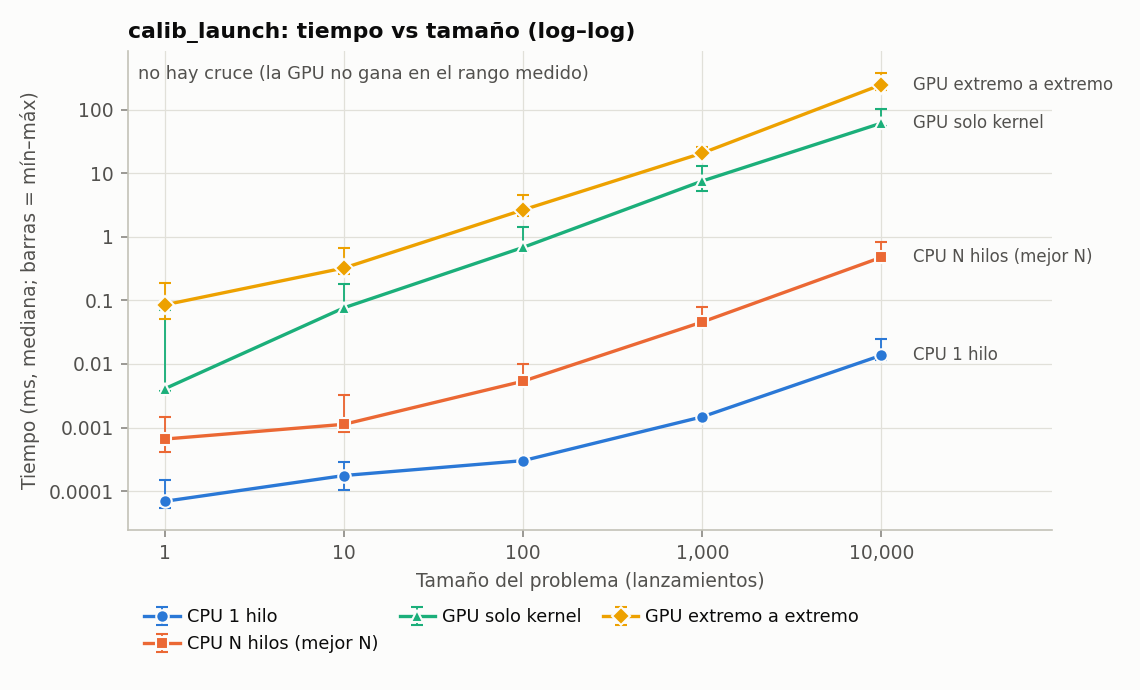 calib_launch: tiempo vs tamaño (log–log)
no hay cruce (la GPU no gana en el rango medido)
GPU extremo a extremo
GPU solo kernel
CPU N hilos (mejor N)
CPU 1 hilo
Tiempo (ms, mediana; barras = mín–máx)
100
10
1
0.1
0.01
0.001
0.0001
1 10 100 1,000 10,000
Tamaño del problema (lanzamientos)
CPU 1 hilo GPU solo kernel GPU extremo a extremo
CPU N hilos (mejor N)